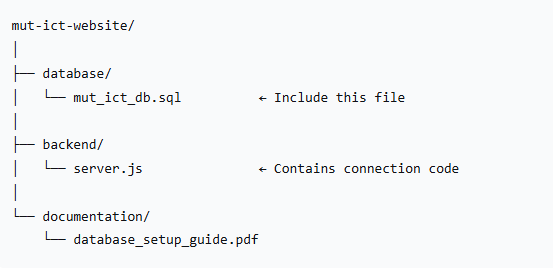 mut-ict-website/
│
├── database/
│   └── mut_ict_db.sql          ← Include this file
│
├── backend/
│   └── server.js               ← Contains connection code
│
└── documentation/
    └── database_setup_guide.pdf